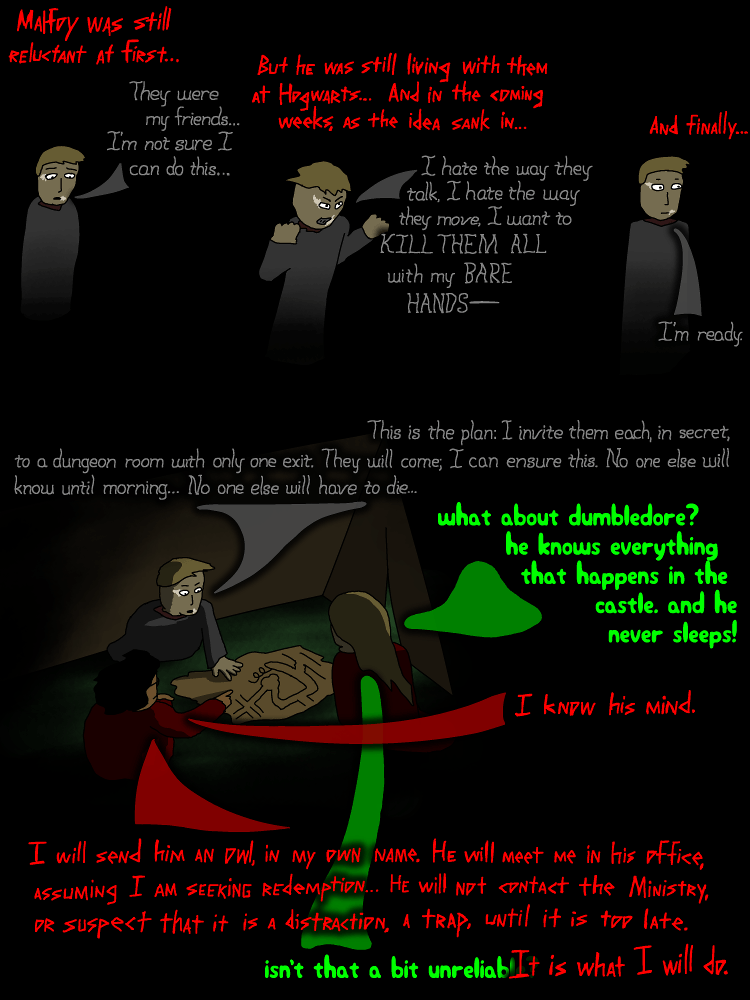 Malfoy was still
reluctant at first...
They were
my friends...
I'm not sure I
can do this...
But he was still living with them
at Hogwarts... And in the coming
weeks, as the idea sank in...
I hate the way they
talk, I hate the way
they move, I want to
KILL THEM ALL
with my BARE
HANDS—
And finally...
I'm ready.
This is the plan: I invite them each, in secret,
to a dungeon room with only one exit. They will come; I can ensure this. No one else will
know until morning... No one else will have to die...
what about dumbledore?
he knows everything
that happens in the
castle. and he
never sleeps!
I know his mind.
I will send him an owl, in my own name. He will meet me in his office,
assuming I am seeking redemption... He will not contact the Ministry,
or suspect that it is a distraction, a trap, until it is too late.
isn't that a bit unreliabl
It is what I will do.